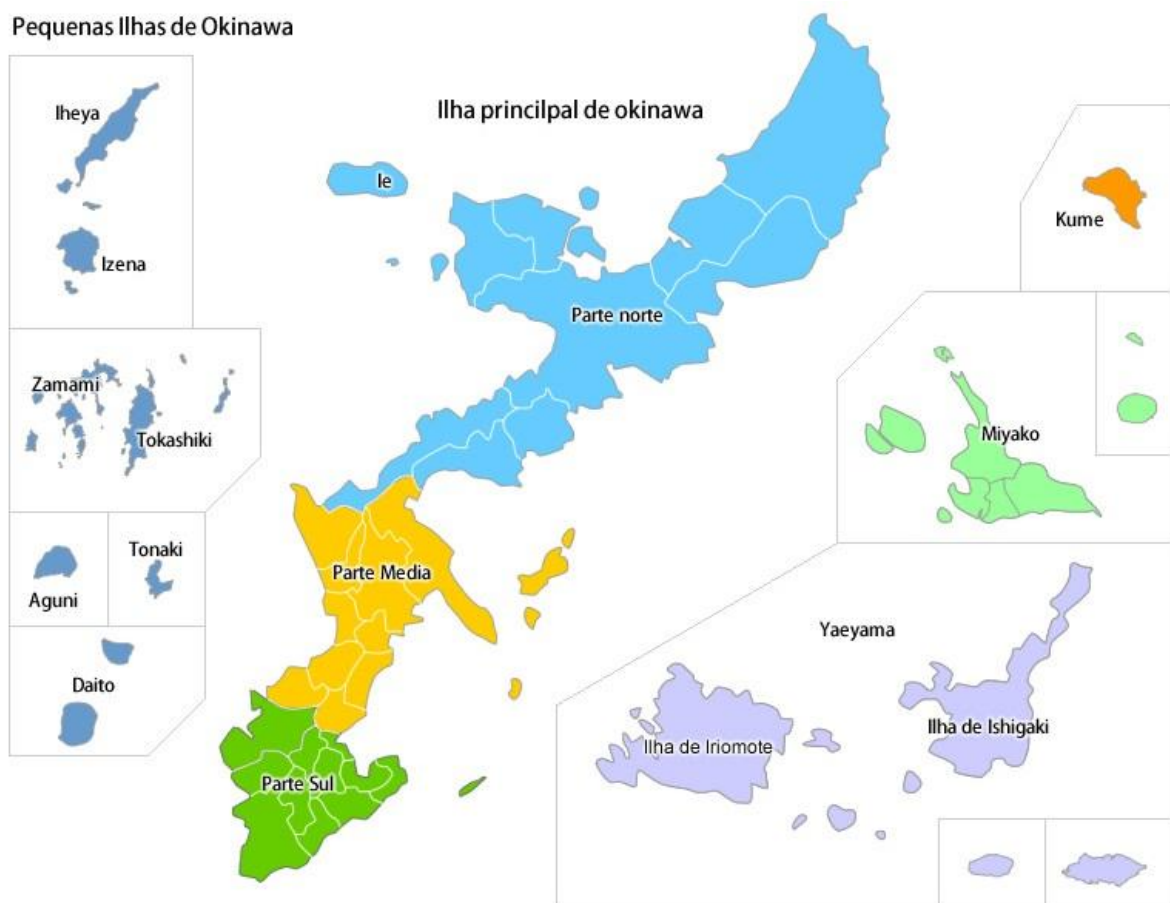 Pequenas Ilhas de Okinawa
Ilha princilpal de okinawa
Iheya
Ie
Izena
Kume
Parte norte
Zamami
Tokashiki
Miyako
Tonaki
Aguni
Parte Media
Yaeyama
Daito
Ilha de Ishigaki
Ilha de Iriomote
Parte Sul